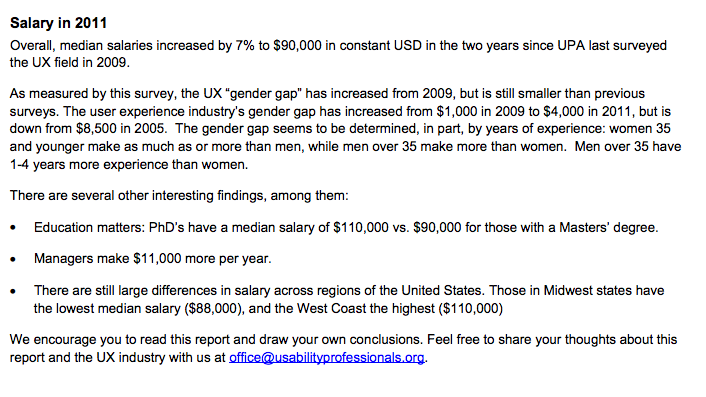 Salary in 2011
Overall, median salaries increased by 7% to $90,000 in constant USD in the two years since UPA last surveyed
the UX field in 2009.
As measured by this survey, the UX "gender gap" has increased from 2009, but is still smaller than previous
surveys. The user experience industry's gender gap has increased from $1,000 in 2009 to $4,000 in 2011, but is
down from $8,500 in 2005.  The gender gap seems to be determined, in part, by years of experience: women 35
and younger make as much as or more than men, while men over 35 make more than women.  Men over 35 have
1-4 years more experience than women.
There are several other interesting findings, among them:
• Education matters: PhD's have a median salary of $110,000 vs. $90,000 for those with a Masters' degree.
• Managers make $11,000 more per year.
• There are still large differences in salary across regions of the United States. Those in Midwest states have
the lowest median salary ($88,000), and the West Coast the highest ($110,000)
We encourage you to read this report and draw your own conclusions. Feel free to share your thoughts about this
report and the UX industry with us at office@usabilityprofessionals.org.